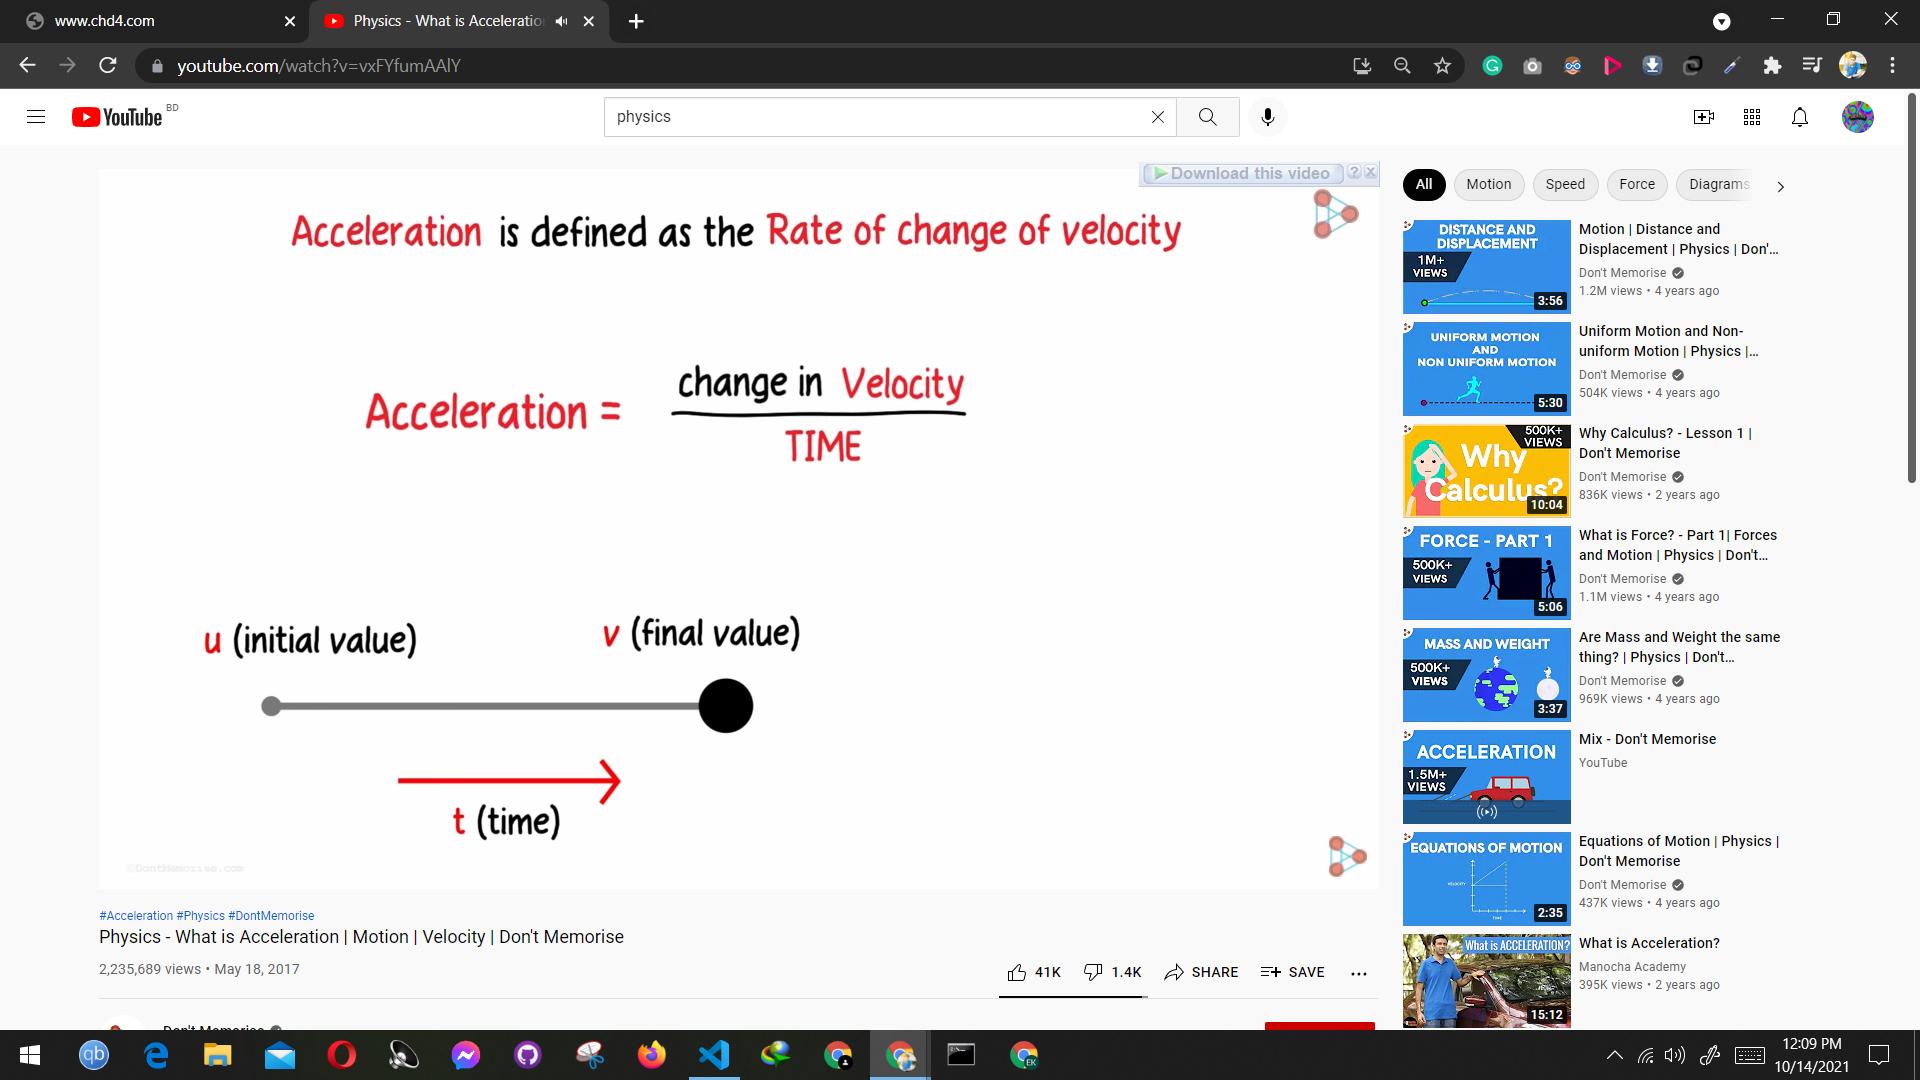 www.chd4.com
Physics - What is Acceleratio
youtube.com/watch?v=vxFYfumAAlY
YouTube BD
physics
Download this video
Acceleration is defined as the Rate of change of velocity
Acceleration = change in Velocity
TIME
u (initial value)
v (final value)
t (time)
©DontMemorise.com
#Acceleration #Physics #DontMemorise
Physics - What is Acceleration | Motion | Velocity | Don't Memorise
2,235,689 views • May 18, 2017
41K
1.4K
SHARE
SAVE
Don't Memorise
All
Motion
Speed
Force
Diagrams
DISTANCE AND
DISPLACEMENT
1M+
VIEWS
3:56
Motion | Distance and
Displacement | Physics | Don'...
Don't Memorise
1.2M views • 4 years ago
UNIFORM MOTION
AND
NON UNIFORM MOTION
5:30
Uniform Motion and Non-
uniform Motion | Physics |...
Don't Memorise
504K views • 4 years ago
500K+
VIEWS
Why
Calculus?
10:04
Why Calculus? - Lesson 1 |
Don't Memorise
Don't Memorise
836K views • 2 years ago
FORCE - PART 1
500K+
VIEWS
5:06
What is Force? - Part 1| Forces
and Motion | Physics | Don't...
Don't Memorise
1.1M views • 4 years ago
MASS AND WEIGHT
500K+
VIEWS
3:37
Are Mass and Weight the same
thing? | Physics | Don't...
Don't Memorise
969K views • 4 years ago
ACCELERATION
1.5M+
VIEWS
Mix - Don't Memorise
YouTube
EQUATIONS OF MOTION
VELOCITY
TIME
2:35
Equations of Motion | Physics |
Don't Memorise
Don't Memorise
437K views • 4 years ago
What is ACCELERATION?
15:12
What is Acceleration?
Manocha Academy
395K views • 2 years ago
qb
EK
12:09 PM
10/14/2021